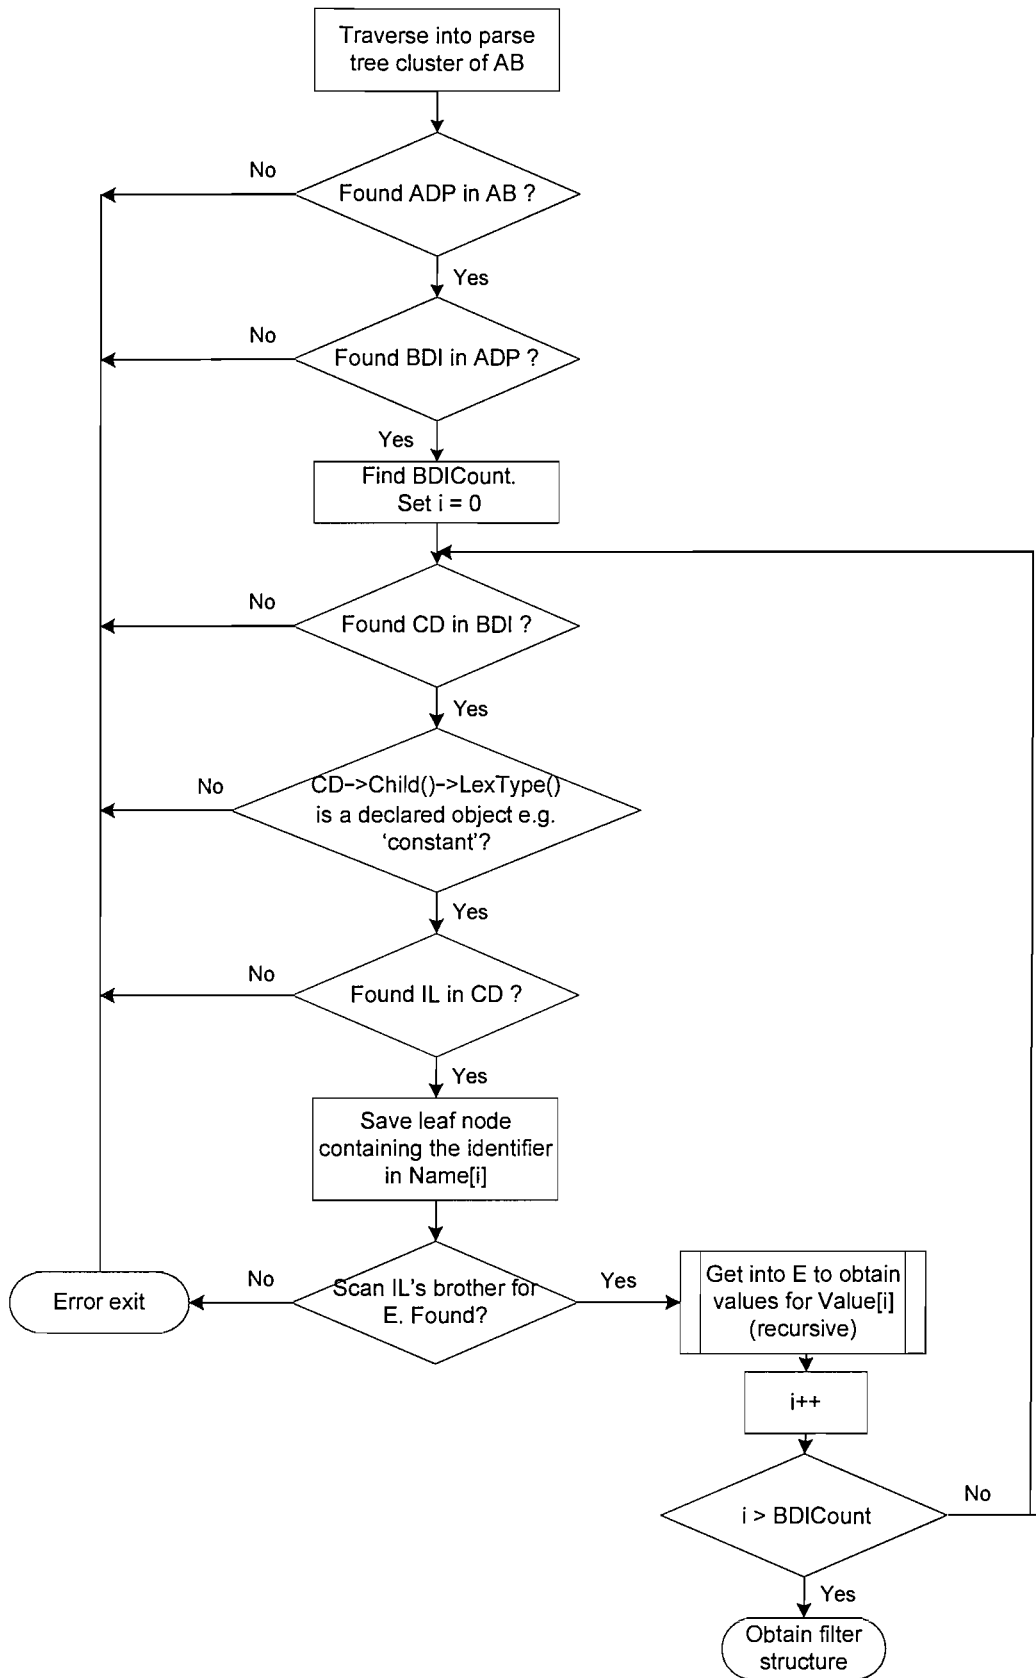 Traverse into parse
tree cluster of AB
No
Found ADP in AB ?
Yes
No
Found BDI in ADP ?
Yes
Find BDICount.
Set i = 0
No
Found CD in BDI ?
Yes
No
CD->Child()->LexType()
is a declared object e.g.
‘constant’?
Yes
No
Found IL in CD ?
Yes
Save leaf node
containing the identifier
in Name[i]
Error exit
No
Scan IL's brother for
E. Found?
Yes
Get into E to obtain
values for Value[i]
(recursive)
i++
i > BDICount
No
Yes
Obtain filter
structure